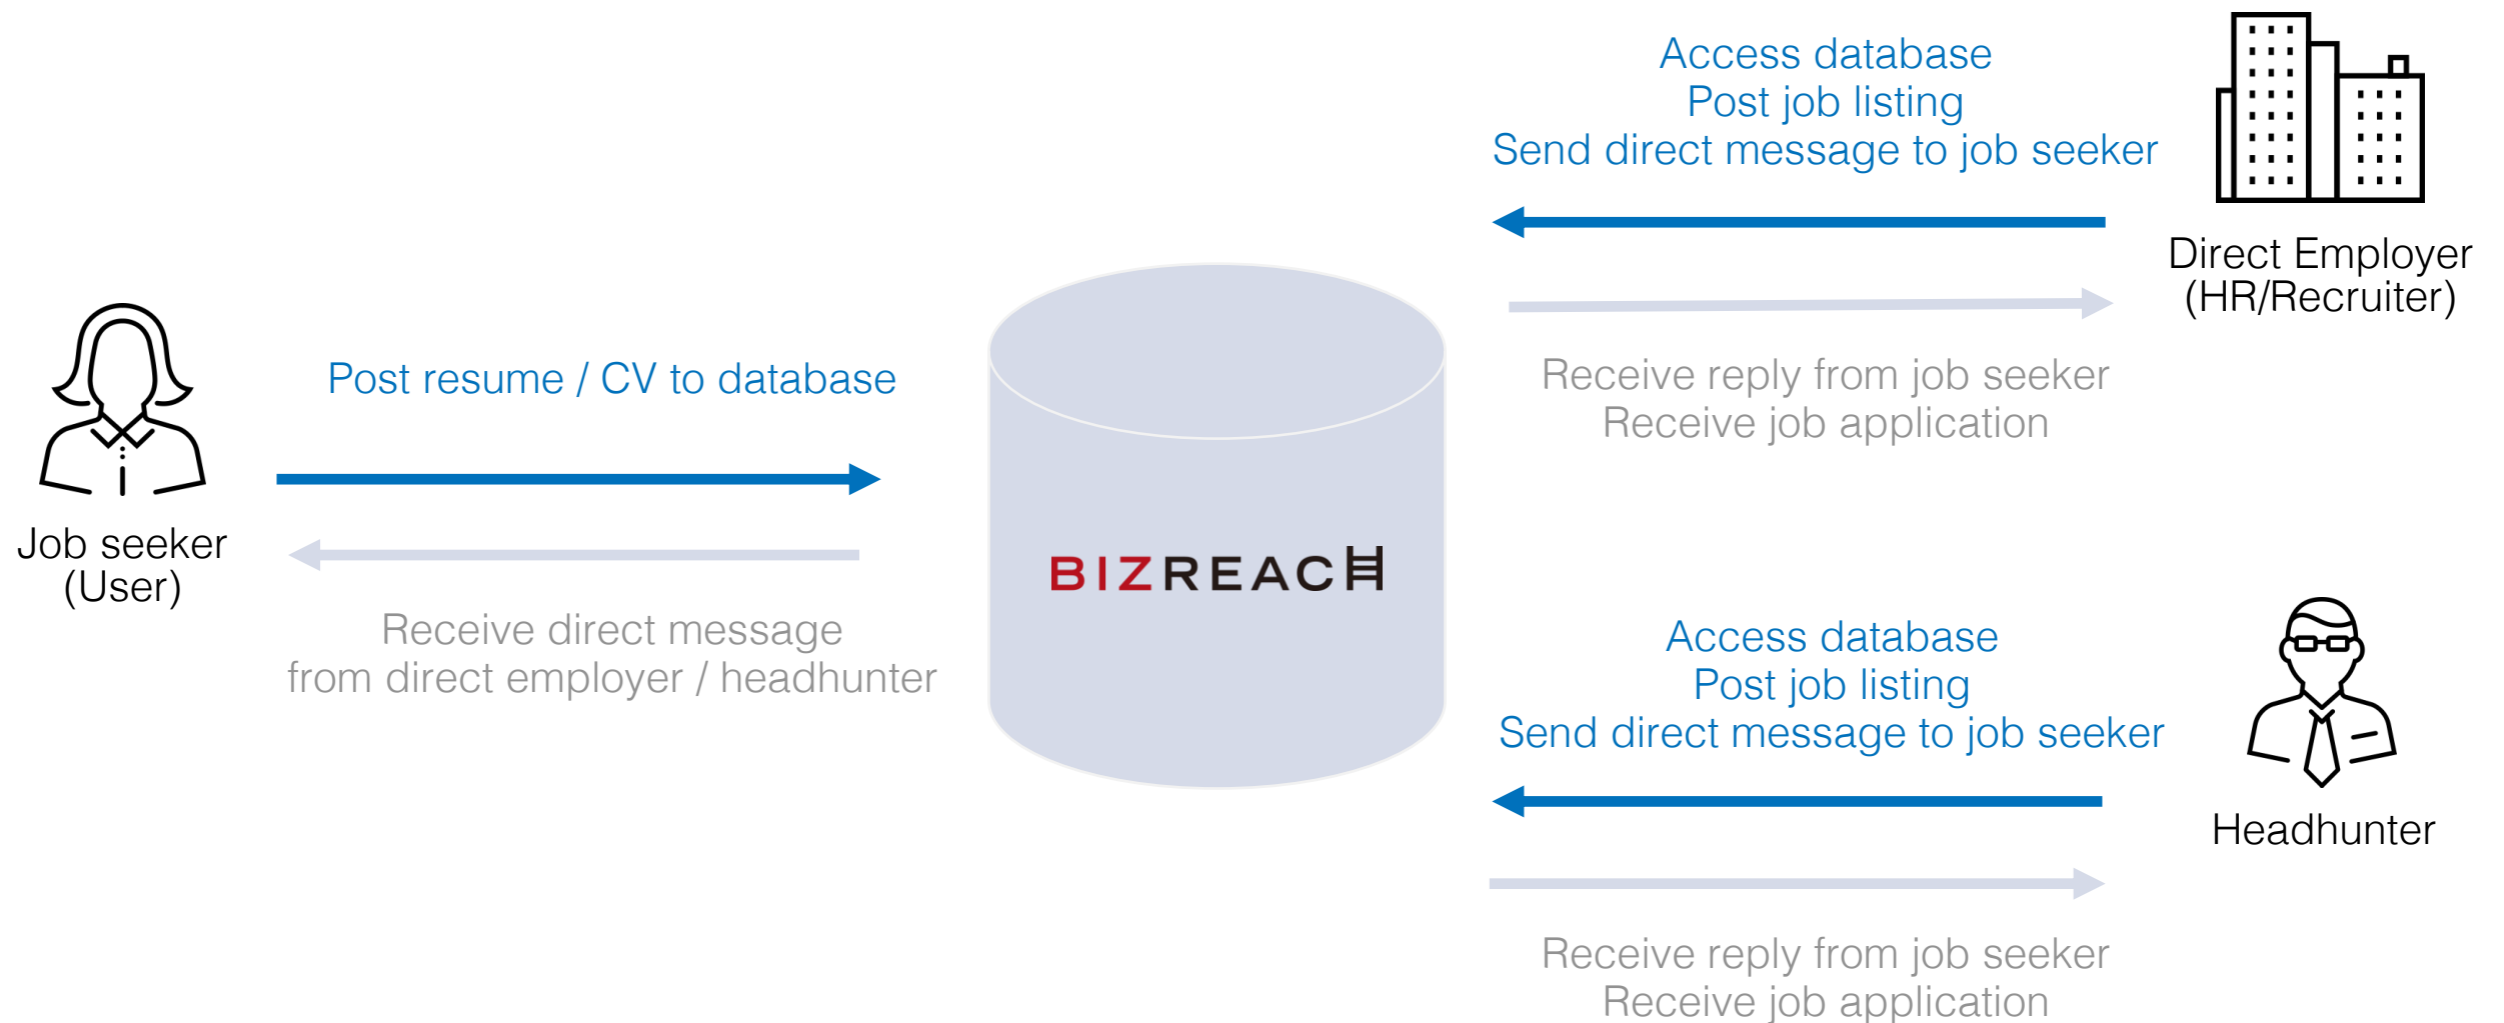 Access database
Post job listing
Send direct message to job seeker
Direct Employer
(HR/Recruiter)
Receive reply from job seeker
Receive job application
Post resume / CV to database
Job seeker
(User)
Receive direct message
from direct employer / headhunter
BIZREACH
Access database
Post job listing
Send direct message to job seeker
Headhunter
Receive reply from job seeker
Receive job application